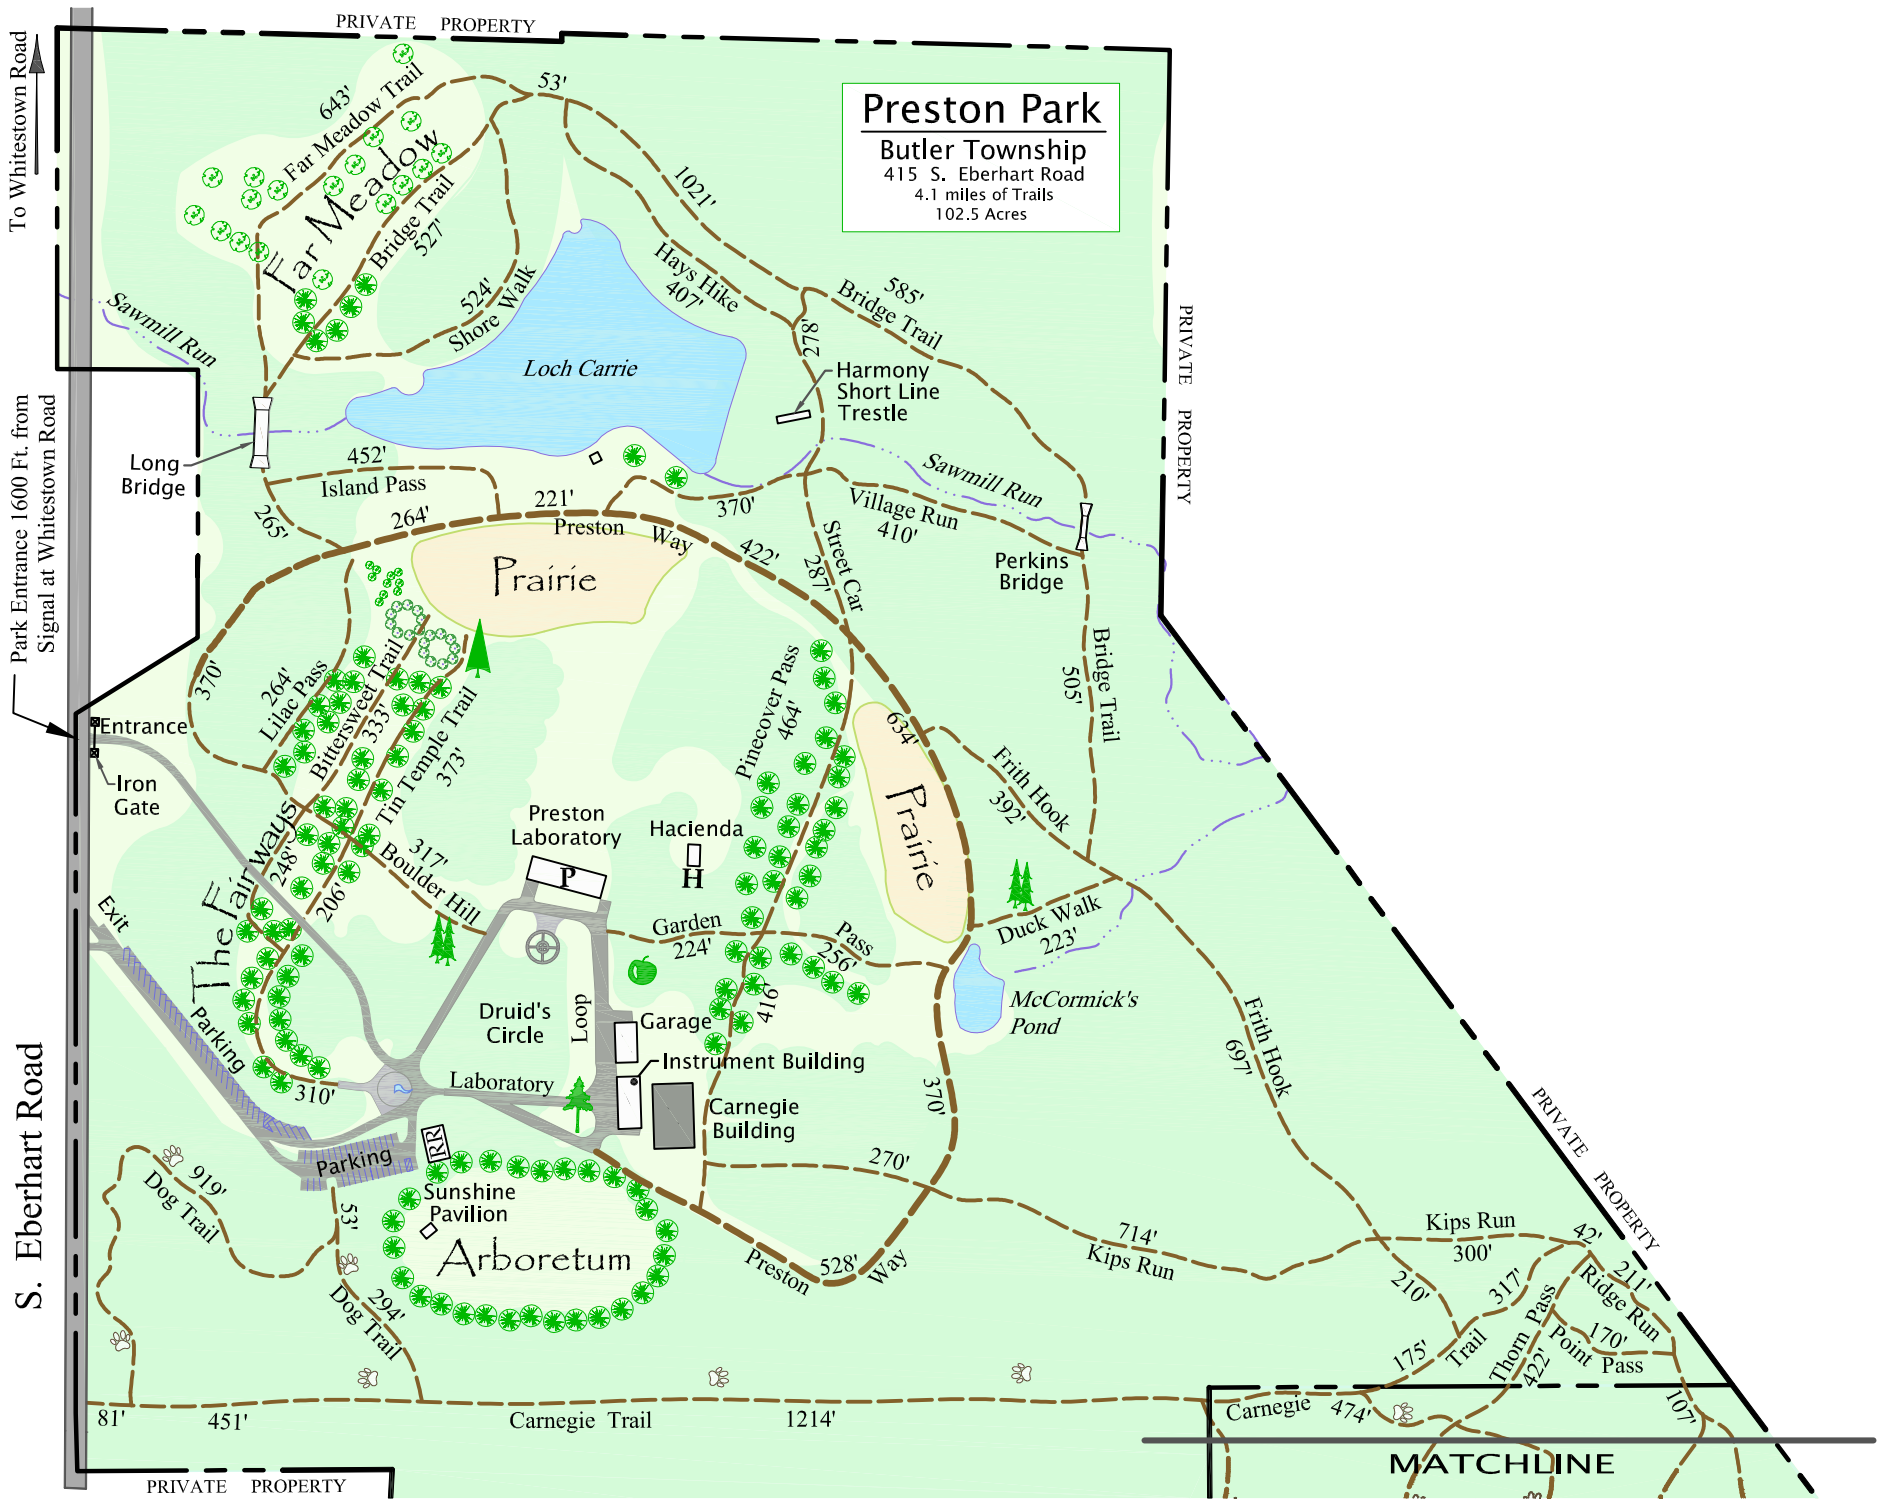 PRIVATE PROPERTY
To Whitestown Road
53'
643'
Far Meadow Trail
Preston Park
Butler Township
415 S. Eberhart Road
4.1 miles of Trails
102.5 Acres
Far Meadow
Bridge Trail
527'
1021'
524'
Shore Walk
Hays Hike
407'
585'
Bridge Trail
Sawmill Run
278'
PRIVATE PROPERTY
Loch Carrie
Harmony
Short Line
Trestle
Park Entrance 1600 Ft. from
Signal at Whitestown Road
Long
Bridge
452'
Island Pass
265'
264'
221'
Preston Way
370'
422'
Sawmill Run
Village Run
410'
Street Car
287'
Perkins
Bridge
Prairie
370'
264'
Lilac Pass
Bittersweet Trail
333'
Tin Temple Trail
373'
Pinecover Pass
464'
634'
Bridge Trail
505'
Entrance
Iron
Gate
Frith Hook
392'
Prairie
The Fairways
248'
206'
317'
Boulder Hill
Preston
Laboratory
P
Hacienda
H
Garden Pass
224'
256'
Duck Walk
223'
Exit
Parking
Druid's
Circle
Loop
Garage
416'
McCormick's
Pond
Instrument Building
Laboratory
310'
Carnegie
Building
370'
Frith Hook
697'
S. Eberhart Road
Parking
RR
270'
PRIVATE PROPERTY
919'
Dog Trail
53'
Sunshine
Pavilion
Arboretum
714'
Kips Run
Kips Run
300'
42'
Preston Way
528'
294'
Dog Trail
210'
317'
211'
Ridge Run
Thorn Pass
422'
170'
Point Pass
175'
Trail
81'
451'
Carnegie Trail
1214'
Carnegie
474'
107'
MATCHLINE
PRIVATE PROPERTY